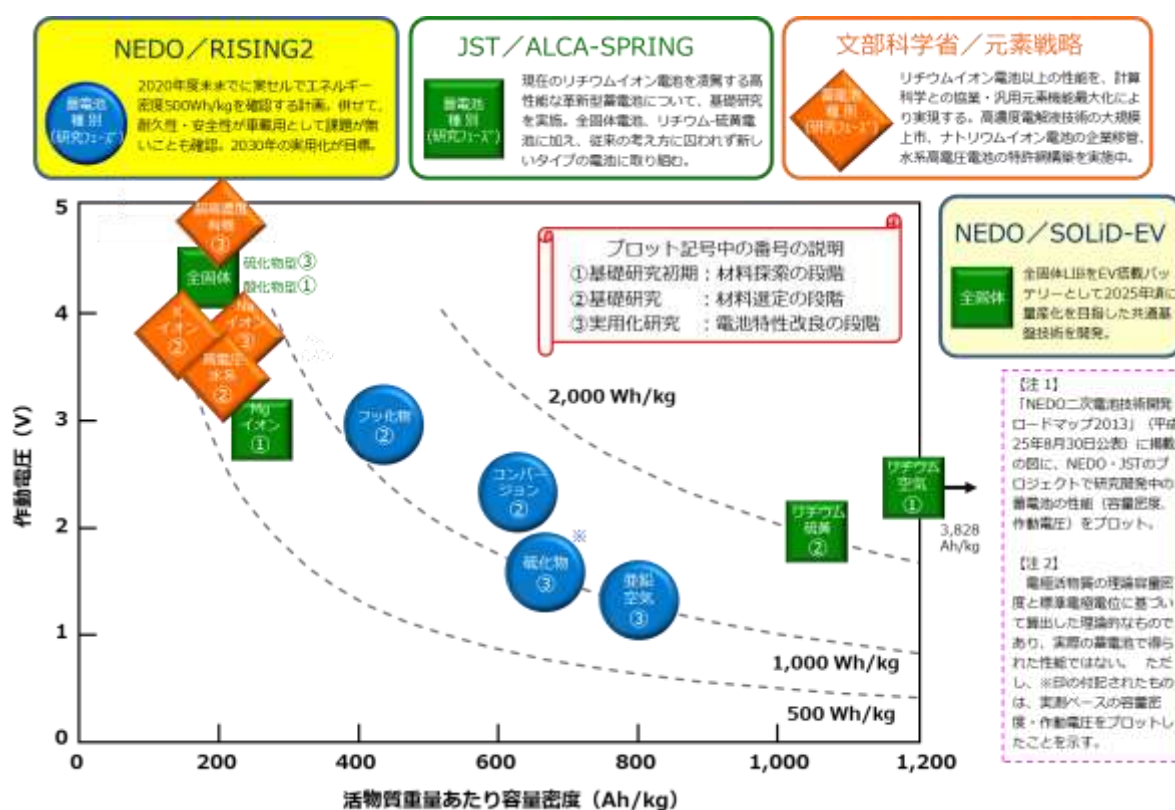 NEDO／RISING2
蓄電池
種別
(研究ﾌｪｰｽﾞ)
2020年度末までに実セルでエネルギー
密度500Wh/kgを確認する計画。併せて、
耐久性・安全性が車載用として課題が無
いことも確認。2030年の実用化が目標。
JST／ALCA-SPRING
蓄電池
種別
(研究ﾌｪｰｽﾞ)
現在のリチウムイオン電池を凌駕する高
性能な革新型蓄電池について、基礎研究
を実施。全固体電池、リチウム-硫黄電
池に加え、従来の考え方に囚われず新し
いタイプの電池に取り組む。
文部科学省／元素戦略
蓄電池
種別
(研究ﾌｪｰｽﾞ)
リチウムイオン電池以上の性能を、計算
科学との協業・汎用元素機能最大化によ
り実現する。高濃度電解液技術の大規模
上市、ナトリウムイオン電池の企業移管、
水系高電圧電池の特許網構築を実施中。
NEDO／SOLiD-EV
全固体
全固体LIBをEV搭載バッ
テリーとして2025年頃に
量産化を目指した共通基
盤技術を開発。
プロット記号中の番号の説明
①基礎研究初期：材料探索の段階
②基礎研究　　：材料選定の段階
③実用化研究　：電池特性改良の段階
作動電圧（V）
5
4
3
2
1
0
③
全固体
硫化物型③
酸化物型①
K
イオン
②
Na
イオン
③
高電圧
水系
②
Mg
イオン
①
フッ化物
②
コンバー
ジョン
②
硫化物
③
※
亜鉛
空気
③
リチウム
硫黄
②
リチウム
空気
①
3,828
Ah/kg
2,000 Wh/kg
1,000 Wh/kg
500 Wh/kg
0
200
400
600
800
1,000
1,200
活物質重量あたり容量密度（Ah/kg）
【注 1】
「NEDO二次電池技術開発
ロードマップ2013」（平成
25年8月30日公表）に掲載
の図に、NEDO・JSTのプ
ロジェクトで研究開発中の
蓄電池の性能（容量密度、
作動電圧）をプロット。
【注 2】
電極活物質の理論容量密
度と標準電極電位に基づい
て算出した理論的なもので
あり、実際の蓄電池で得ら
れた性能ではない。 ただ
し、※印の付記されたもの
は、実測ベースの容量密
度・作動電圧をプロットし
たことを示す。